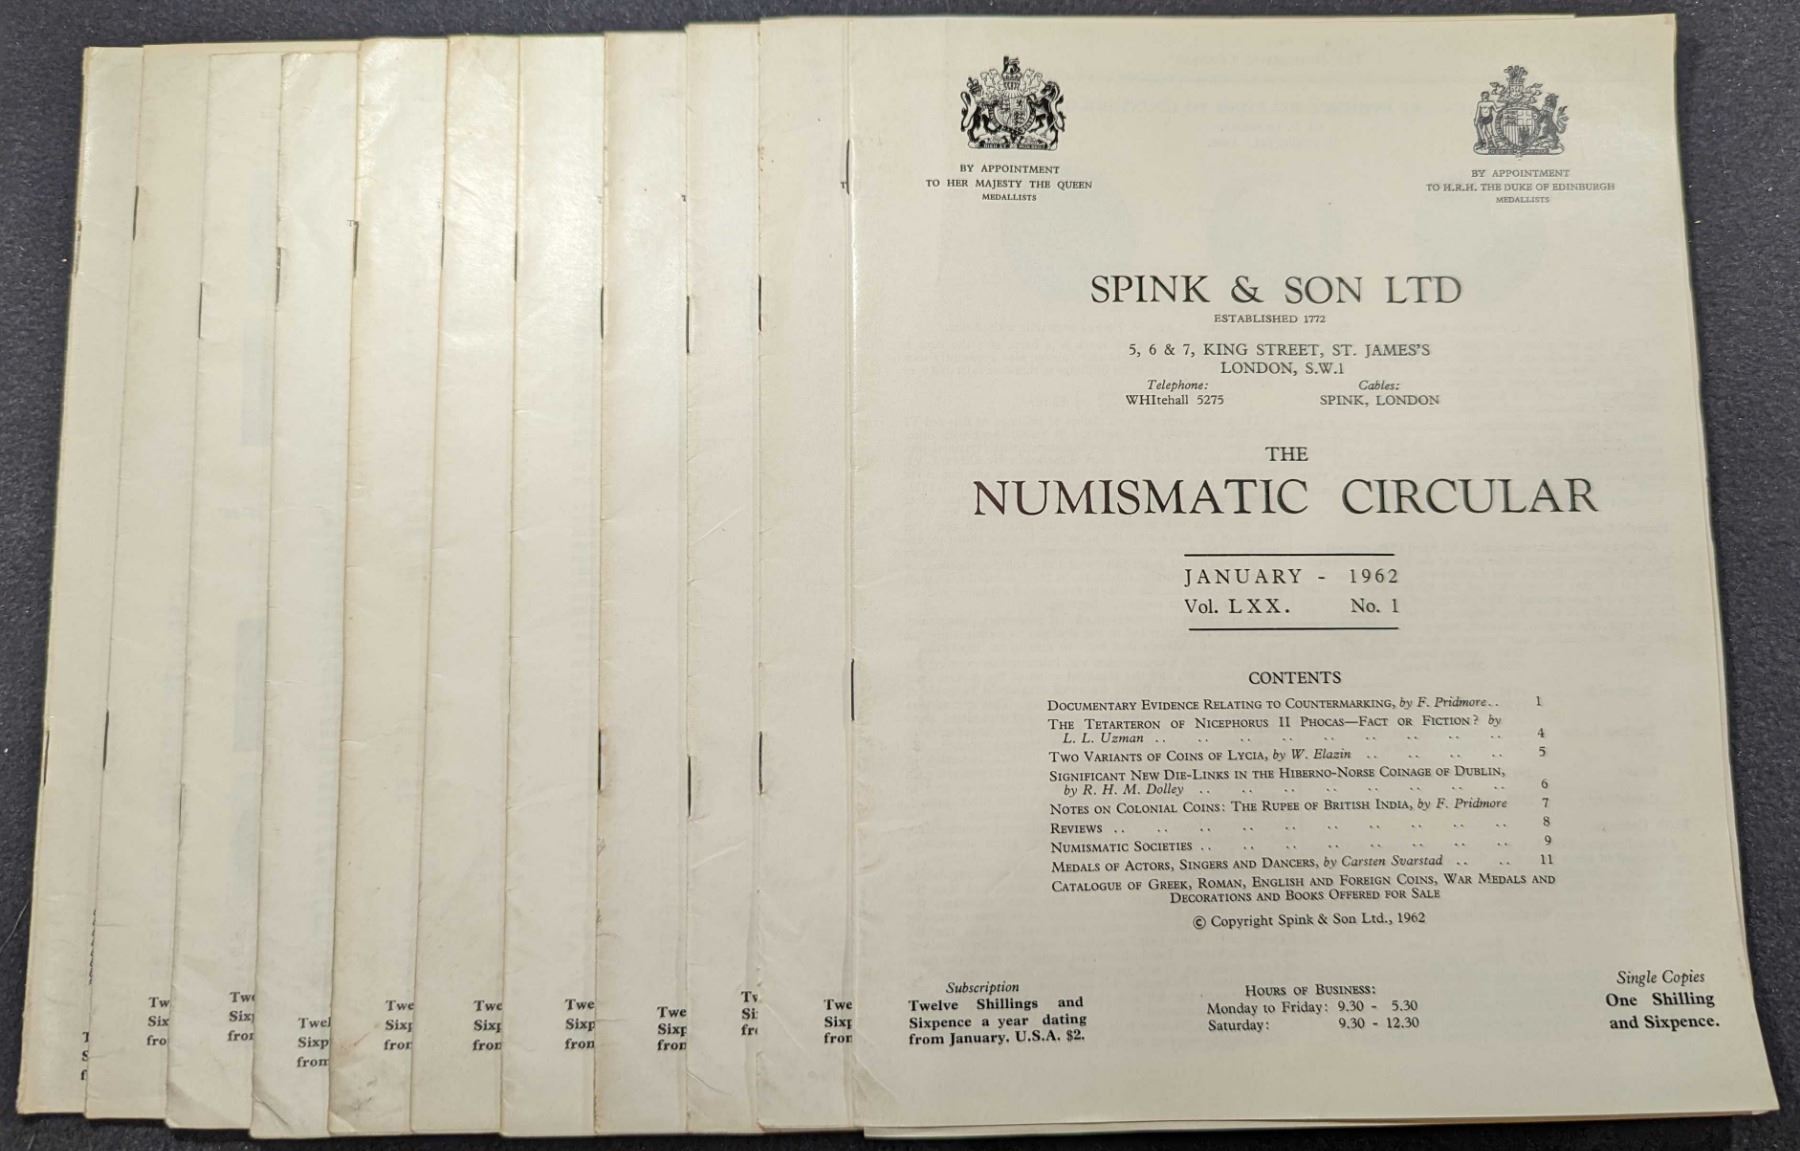 BY APPOINTMENT
TO HER MAJESTY THE QUEEN
MEDALLISTS
BY APPOINTMENT
TO H.R.H. THE DUKE OF EDINBURGH
MEDALLISTS
SPINK & SON LTD
ESTABLISHED 1772
5, 6 & 7, KING STREET, ST. JAMES'S
LONDON, S.W.1
Telephone: Cables:
WHItehall 5275 SPINK, LONDON
THE
NUMISMATIC CIRCULAR
JANUARY - 1962
Vol. LXX. No. 1
CONTENTS
DOCUMENTARY EVIDENCE RELATING TO COUNTERMARKING, by F. Pridmore.. 1
THE TETARTERON OF NICEPHORUS II PHOCAS—FACT OR FICTION? by
L. L. Uzman .. .. .. .. .. .. .. .. .. 4
TWO VARIANTS OF COINS OF LYCIA, by W. Elazin .. .. .. .. 5
SIGNIFICANT NEW DIE-LINKS IN THE HIBERNO-NORSE COINAGE OF DUBLIN,
by R. H. M. Dolley .. .. .. .. .. .. .. .. 6
NOTES ON COLONIAL COINS: THE RUPEE OF BRITISH INDIA, by F. Pridmore 7
REVIEWS .. .. .. .. .. .. .. .. .. .. 8
NUMISMATIC SOCIETIES .. .. .. .. .. .. .. .. 9
MEDALS OF ACTORS, SINGERS AND DANCERS, by Carsten Svarstad .. .. 11
CATALOGUE OF GREEK, ROMAN, ENGLISH AND FOREIGN COINS, WAR MEDALS AND
DECORATIONS AND BOOKS OFFERED FOR SALE
© Copyright Spink & Son Ltd., 1962
Subscription
Twelve Shillings and
Sixpence a year dating
from January. U.S.A. $2.
HOURS OF BUSINESS:
Monday to Friday: 9.30 - 5.30
Saturday: 9.30 - 12.30
Single Copies
One Shilling
and Sixpence.